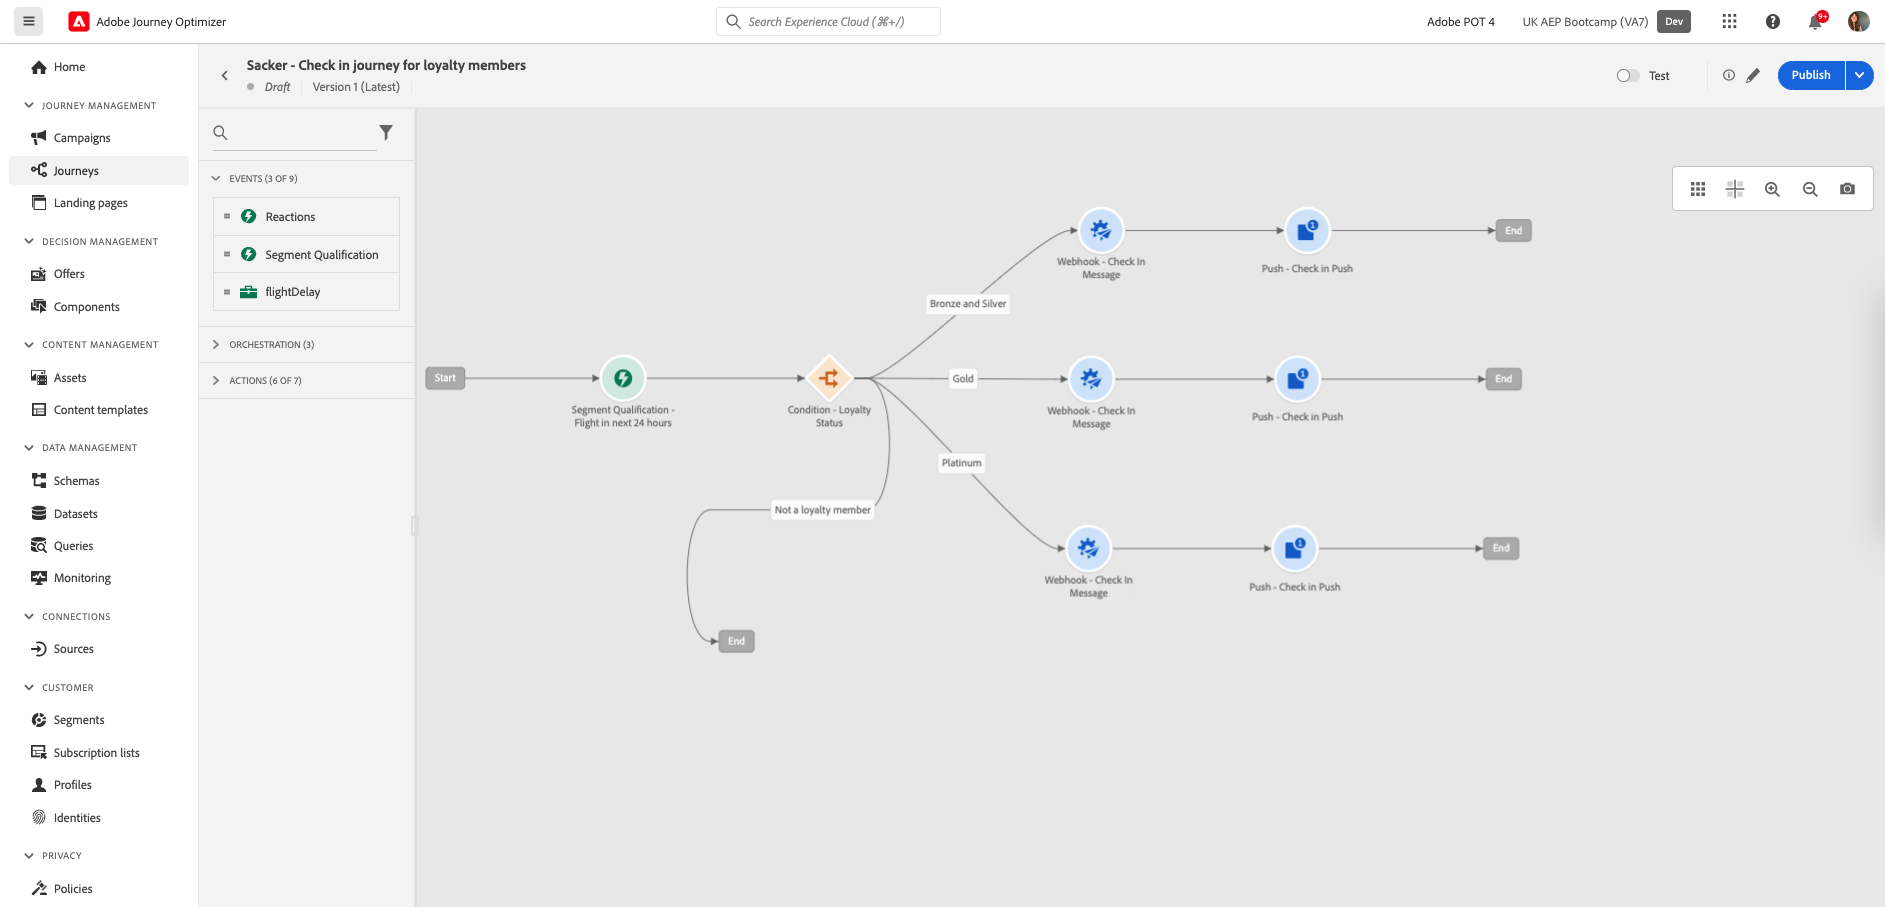 Adobe Journey Optimizer
Search Experience Cloud (⌘+/)
Adobe POT 4
UK AEP Bootcamp (VA7)
Dev
9+
Home
JOURNEY MANAGEMENT
Campaigns
Journeys
Landing pages
DECISION MANAGEMENT
Offers
Components
CONTENT MANAGEMENT
Assets
Content templates
DATA MANAGEMENT
Schemas
Datasets
Queries
Monitoring
CONNECTIONS
Sources
CUSTOMER
Segments
Subscription lists
Profiles
Identities
PRIVACY
Policies
Sacker - Check in journey for loyalty members
Draft
Version 1 (Latest)
Test
Publish
EVENTS (3 OF 9)
Reactions
Segment Qualification
flightDelay
ORCHESTRATION (3)
ACTIONS (6 OF 7)
Start
Segment Qualification -
Flight in next 24 hours
Condition - Loyalty
Status
Bronze and Silver
Webhook - Check In
Message
1
Push - Check in Push
End
Gold
Webhook - Check In
Message
1
Push - Check in Push
End
Platinum
Webhook - Check In
Message
1
Push - Check in Push
End
Not a loyalty member
End